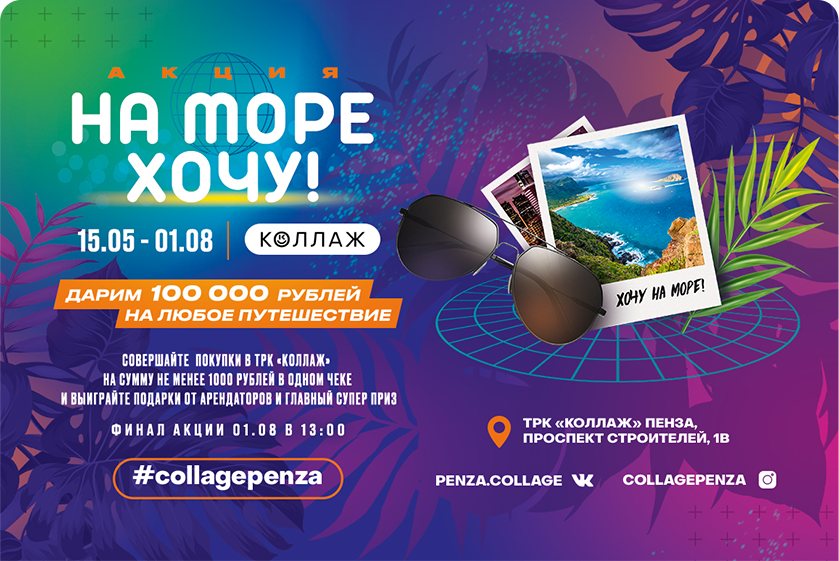 АКЦИЯ
НА МОРЕ
ХОЧУ!
15.05 - 01.08
КОЛЛАЖ
ДАРИМ 100 000 РУБЛЕЙ
НА ЛЮБОЕ ПУТЕШЕСТВИЕ
СОВЕРШАЙТЕ ПОКУПКИ В ТРК «КОЛЛАЖ»
НА СУММУ НЕ МЕНЕЕ 1000 РУБЛЕЙ В ОДНОМ ЧЕКЕ
И ВЫИГРАЙТЕ ПОДАРКИ ОТ АРЕНДАТОРОВ И ГЛАВНЫЙ СУПЕР ПРИЗ
ФИНАЛ АКЦИИ 01.08 В 13:00
#collagepenza
ХОЧУ НА МОРЕ!
ТРК «КОЛЛАЖ» ПЕНЗА,
ПРОСПЕКТ СТРОИТЕЛЕЙ, 1В
PENZA.COLLAGE
COLLAGEPENZA